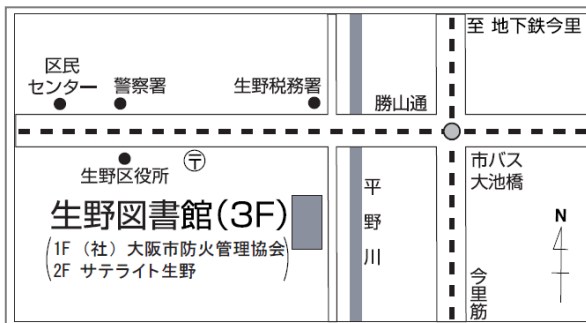 至 地下鉄今里
区民
センター
警察署
生野税務署
勝山通
生野区役所
〒
市バス
大池橋
生野図書館(3F)
(1F (社)大阪市防火管理協会
2F サテライト生野)
平野川
N
今里筋